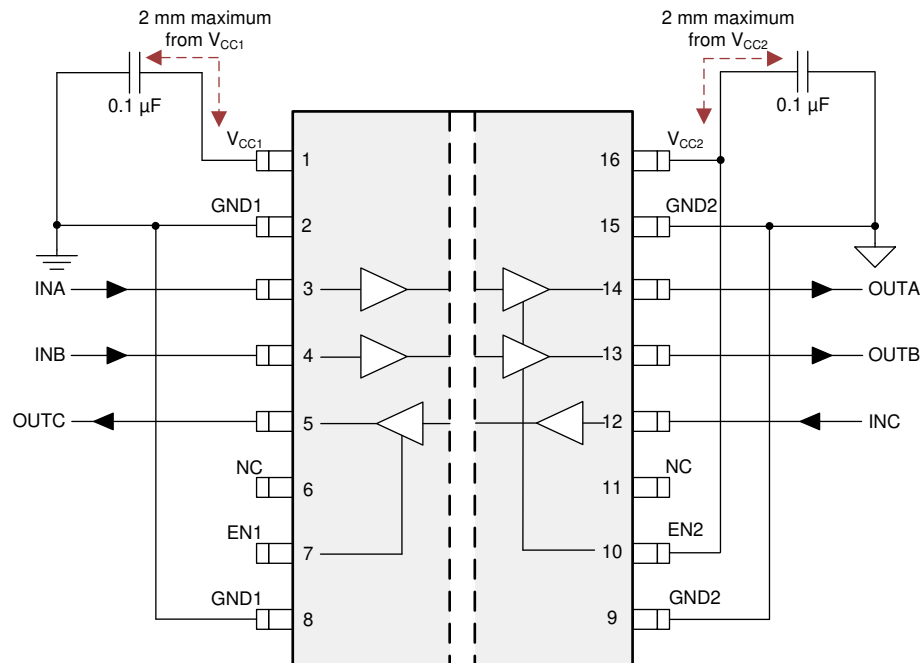 2 mm maximum
from VCC1
2 mm maximum
from VCC2
0.1 µF
0.1 µF
VCC1
1
16
VCC2
GND1
2
15
GND2
INA
3
14
OUTA
INB
4
13
OUTB
OUTC
5
12
INC
NC
6
11
NC
EN1
7
10
EN2
GND1
8
9
GND2